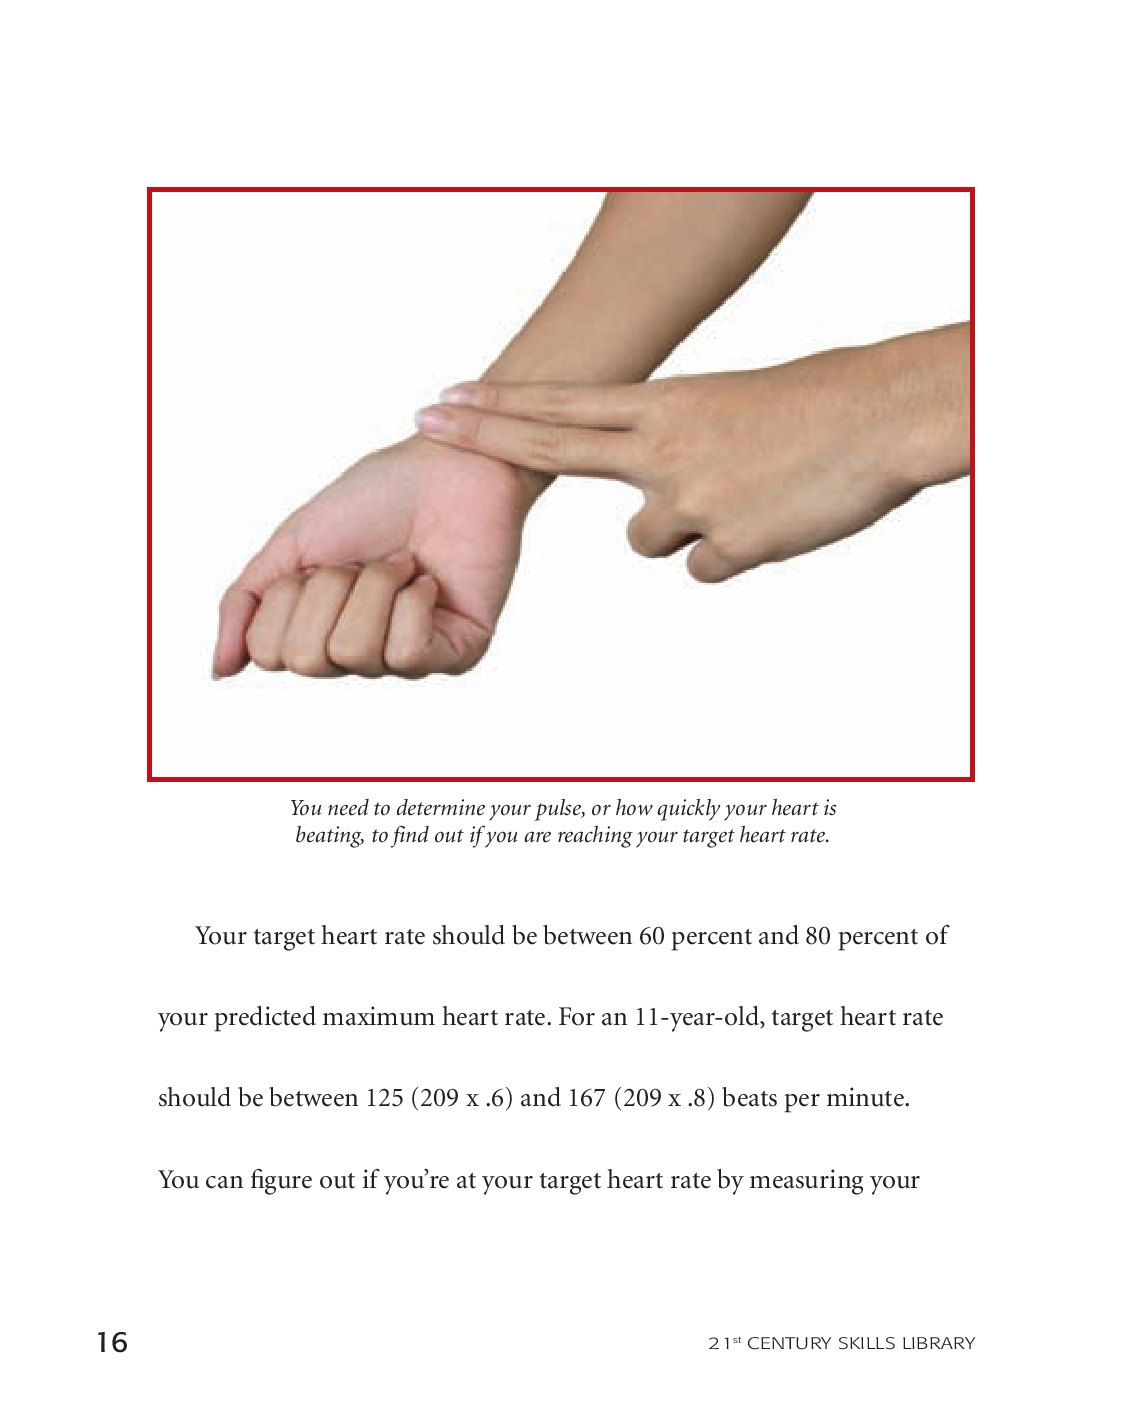 You need to determine your pulse, or how quickly your heart is
beating, to find out if you are reaching your target heart rate.
Your target heart rate should be between 60 percent and 80 percent of
your predicted maximum heart rate. For an 11-year-old, target heart rate
should be between 125 (209 x .6) and 167 (209 x .8) beats per minute.
You can figure out if you’re at your target heart rate by measuring your
16
21st CENTURY SKILLS LIBRARY